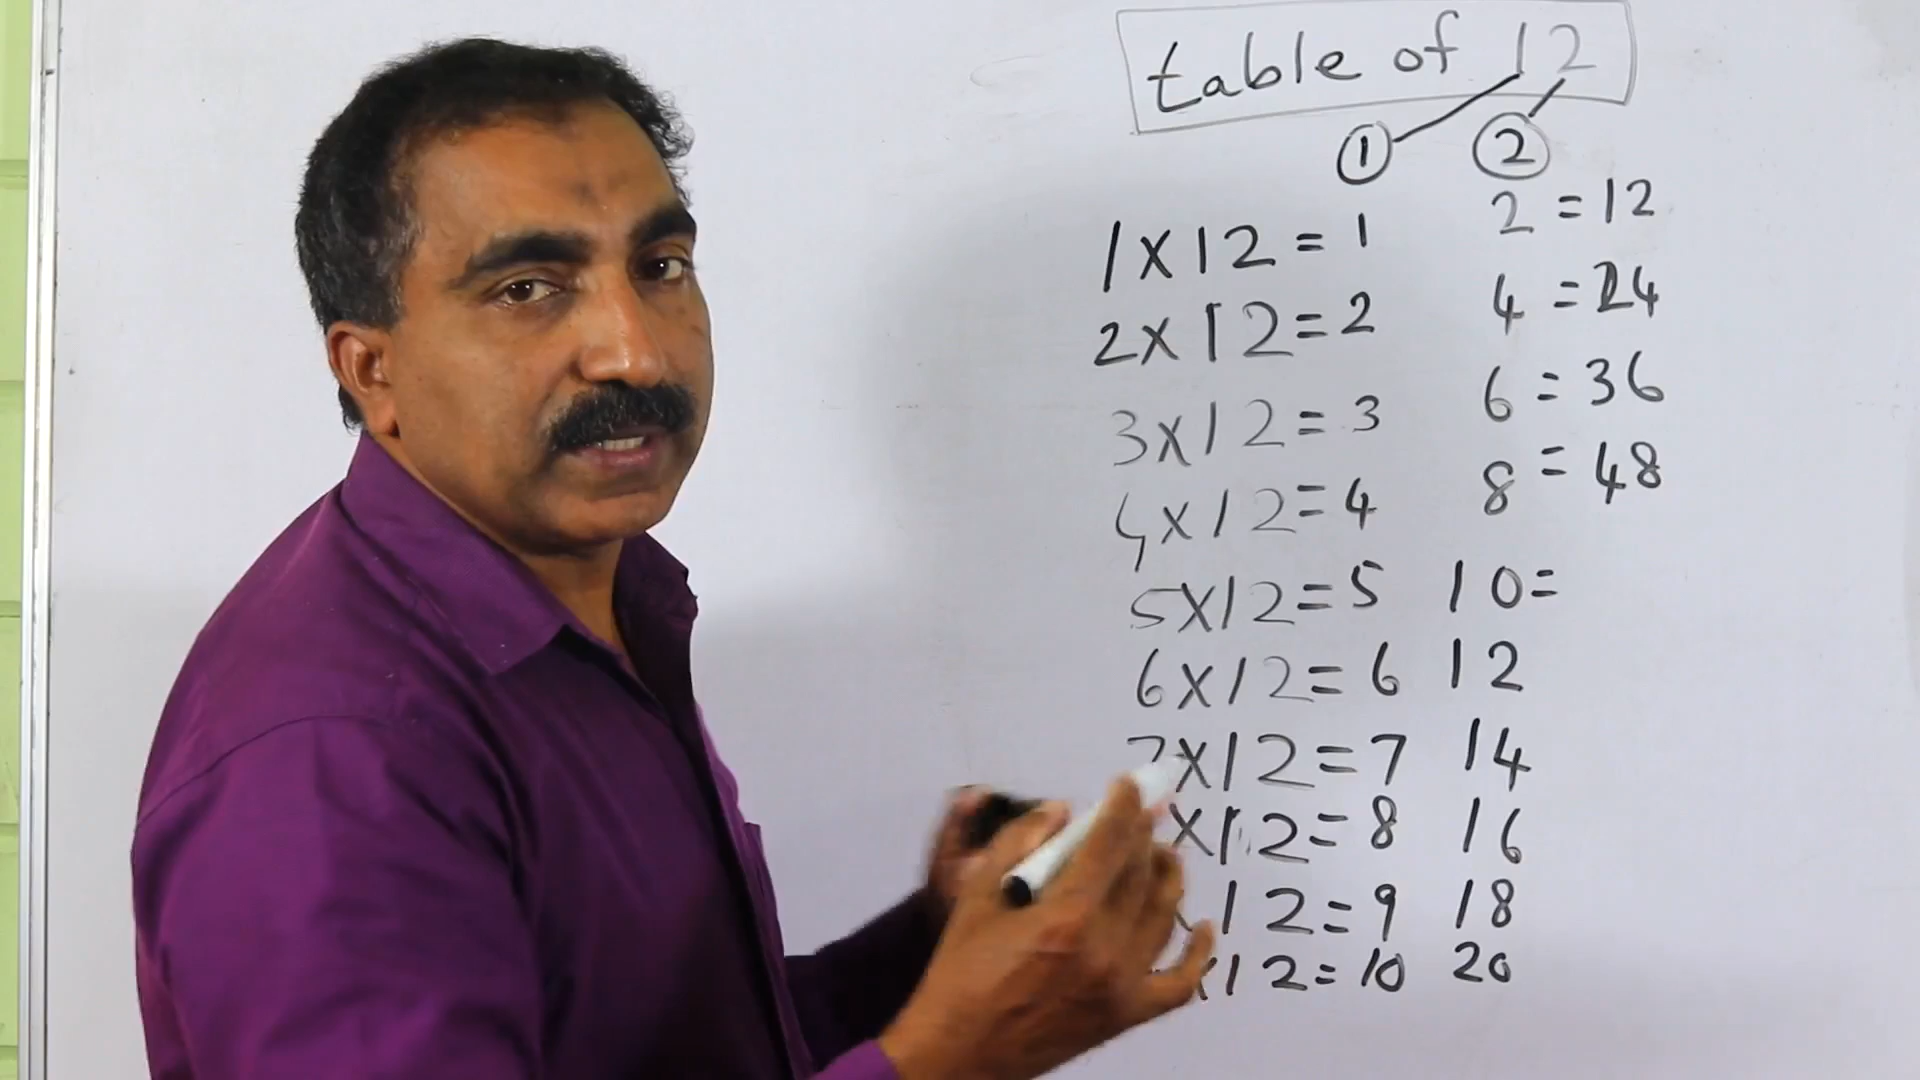 table of 12
1 2
1x12=1 2=12
2x12=2 4=24
3x12=3 6=36
4x12=4 8=48
5x12=5 10=
6x12=6 12
7x12=7 14
x12=8 16
x12=9 18
x12=10 20